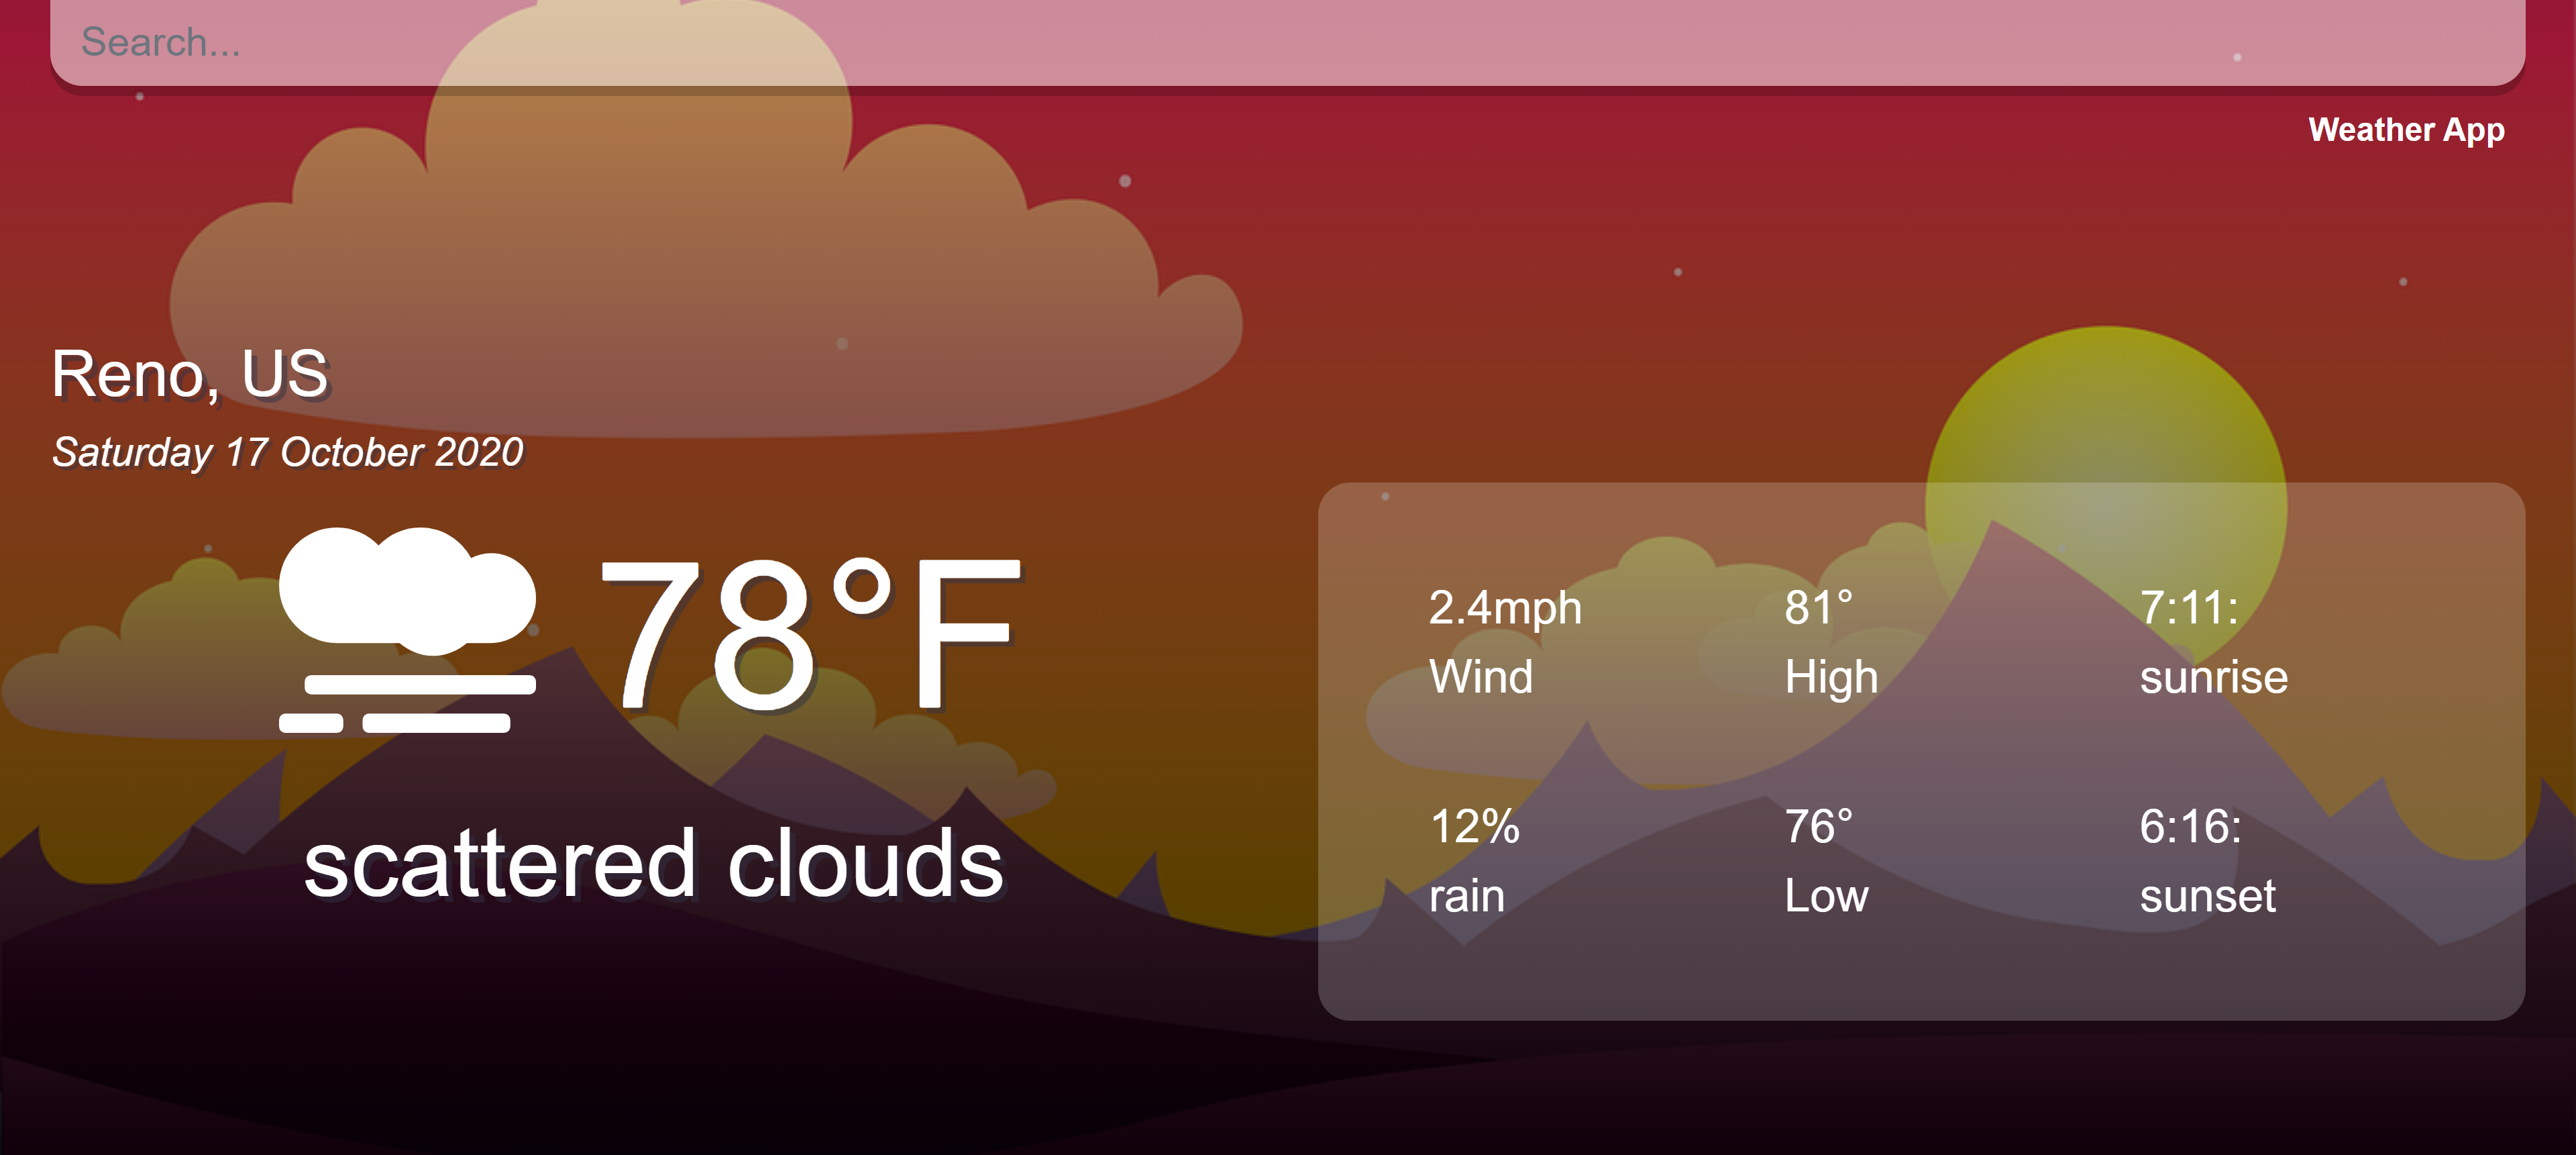 Search...
Weather App
Reno, US
Saturday 17 October 2020
78°F
scattered clouds
2.4mph
Wind
81°
High
7:11:
sunrise
12%
rain
76°
Low
6:16:
sunset